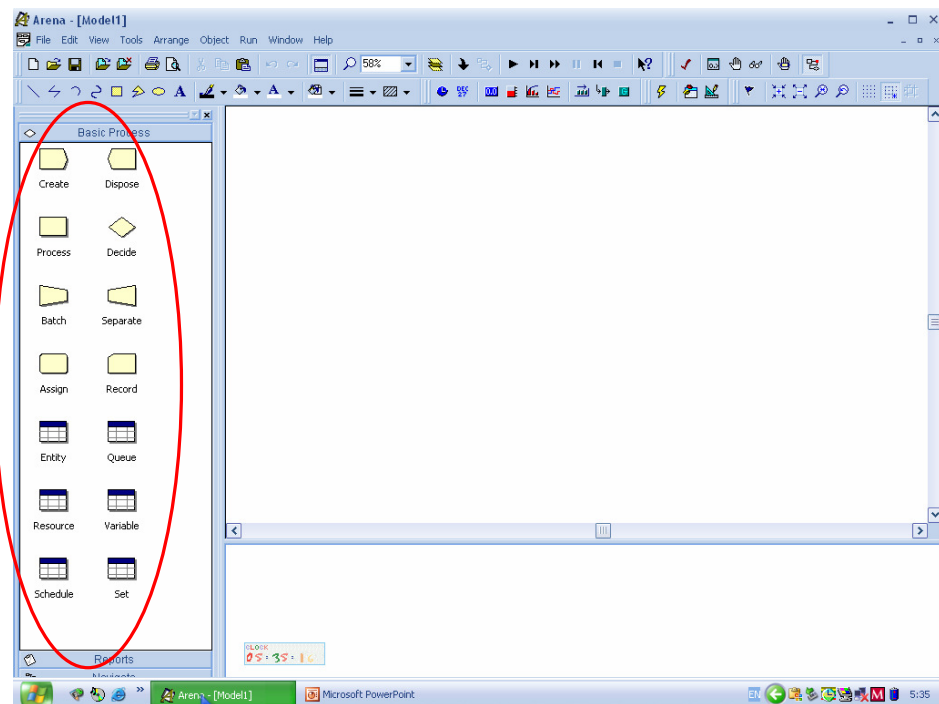 Arena - [Model1]
File Edit View Tools Arrange Object Run Window Help
58%
Basic Process
Create Dispose
Process Decide
Batch Separate
Assign Record
Entity Queue
Resource Variable
Schedule Set
Reports
Navigate
CLOCK
05:35:1
Arena - [Model1] Microsoft PowerPoint EN 5:35